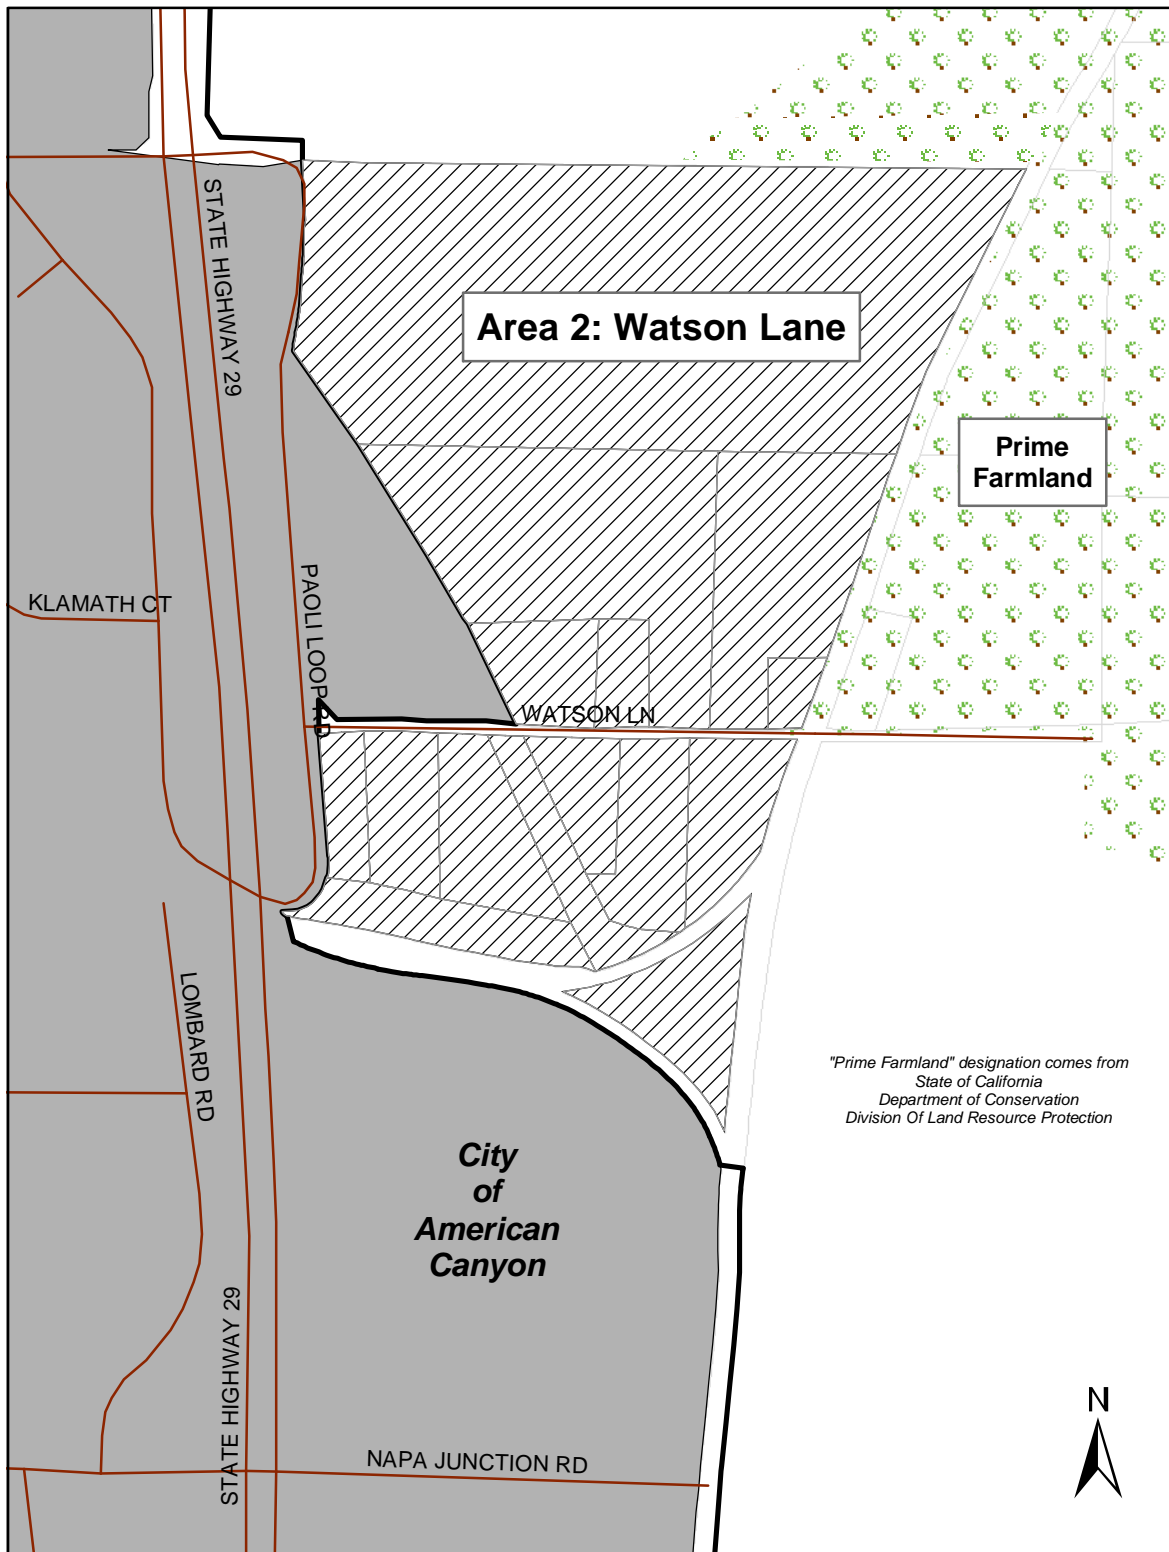 STATE HIGHWAY 29
Area 2: Watson Lane
Prime
Farmland
KLAMATH CT
PAOLI LOOP RD
WATSON LN
LOMBARD RD
"Prime Farmland" designation comes from
State of California
Department of Conservation
Division Of Land Resource Protection
City
of
American
Canyon
STATE HIGHWAY 29
N
NAPA JUNCTION RD